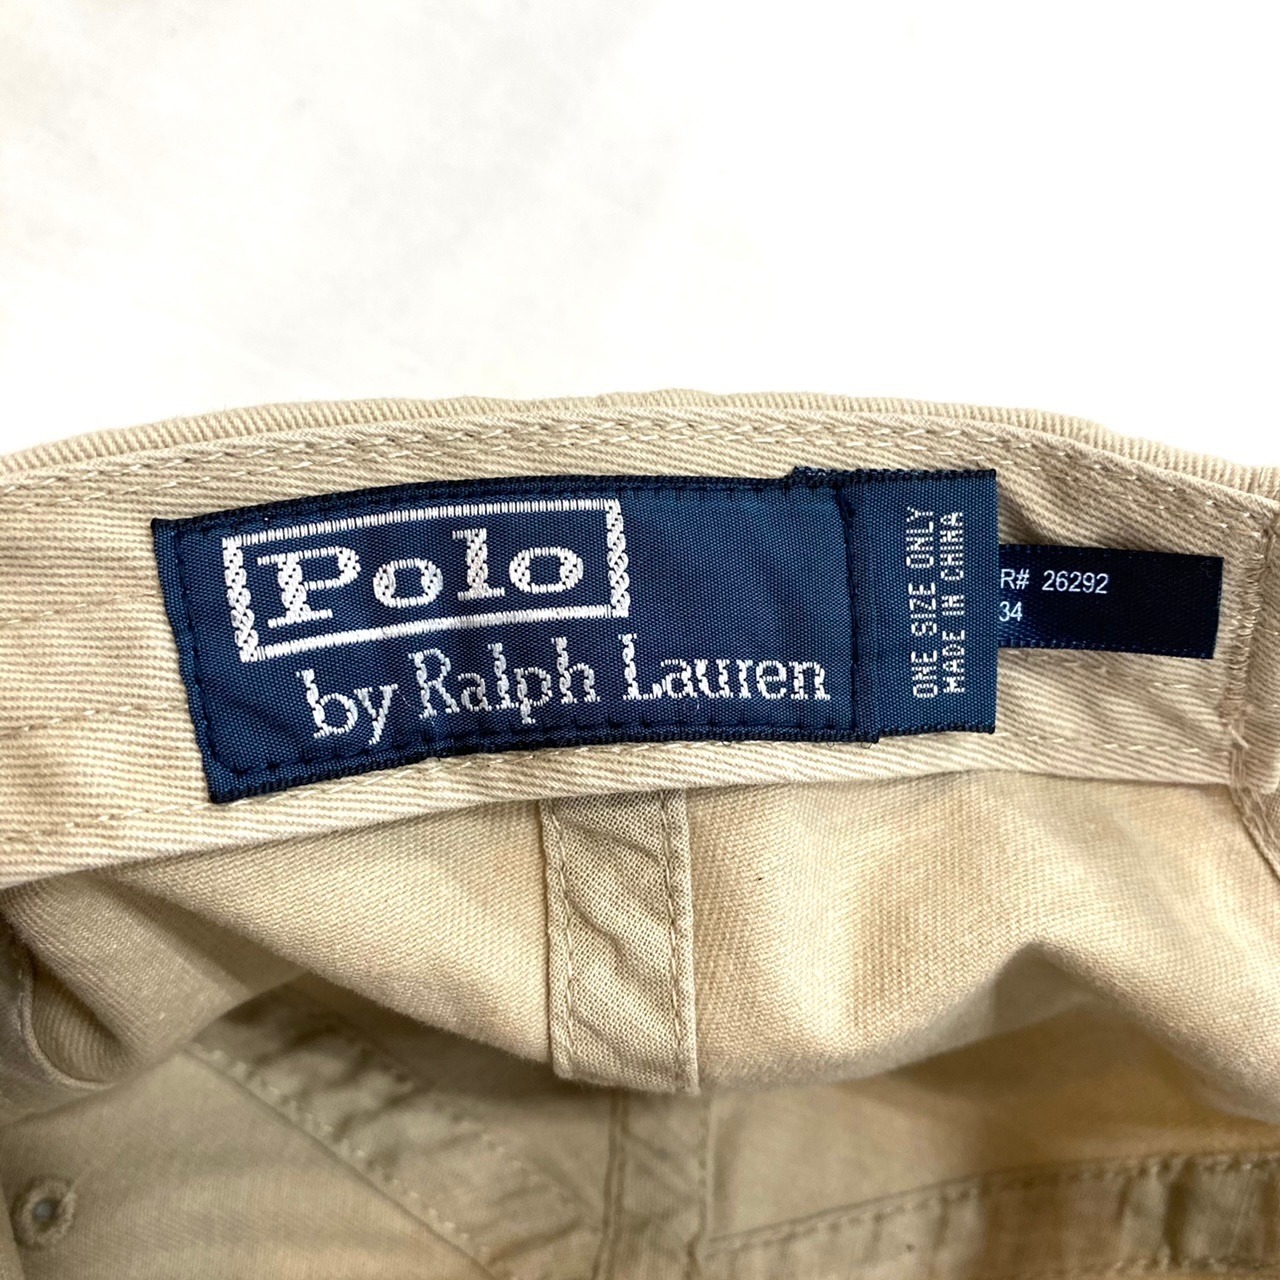 Polo
by Ralph Lauren
ONE SIZE ONLY
MADE IN CHINA
R# 26292
34